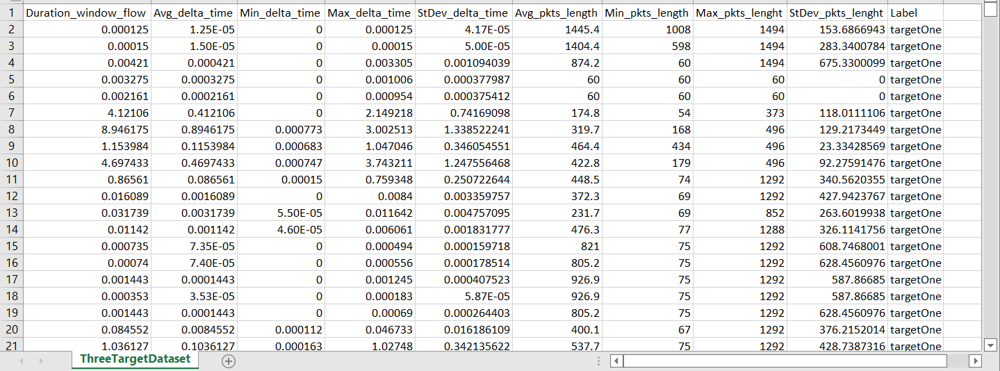 1 Duration_window_flow Avg_delta_time Min_delta_time Max_delta_time StDev_delta_time Avg_pkts_length Min_pkts_length Max_pkts_lenght StDev_pkts_lenght Label
2 0.000125 1.25E-05 0 0.000125 4.17E-05 1445.4 1008 1494 153.6866943 targetOne
3 0.00015 1.50E-05 0 0.00015 5.00E-05 1404.4 598 1494 283.3400784 targetOne
4 0.00421 0.000421 0 0.003305 0.001094039 874.2 60 1494 675.3300099 targetOne
5 0.003275 0.0003275 0 0.001006 0.000377987 60 60 60 0 targetOne
6 0.002161 0.0002161 0 0.000954 0.000375412 60 60 60 0 targetOne
7 4.12106 0.412106 0 2.149218 0.74169098 174.8 54 373 118.0111106 targetOne
8 8.946175 0.8946175 0.000773 3.002513 1.338522241 319.7 168 496 129.2173449 targetOne
9 1.153984 0.1153984 0.000683 1.047046 0.346054551 464.4 434 496 23.33428569 targetOne
10 4.697433 0.4697433 0.000747 3.743211 1.247556468 422.8 179 496 92.27591476 targetOne
11 0.86561 0.086561 0.00015 0.759348 0.250722644 448.5 74 1292 340.5620355 targetOne
12 0.016089 0.0016089 0 0.0084 0.003359757 372.3 69 1292 427.9423767 targetOne
13 0.031739 0.0031739 5.50E-05 0.011642 0.004757095 231.7 69 852 263.6019938 targetOne
14 0.01142 0.001142 4.60E-05 0.006061 0.001831777 476.3 77 1288 326.1141756 targetOne
15 0.000735 7.35E-05 0 0.000494 0.000159718 821 75 1292 608.7468001 targetOne
16 0.00074 7.40E-05 0 0.000556 0.000178514 805.2 75 1292 628.4560976 targetOne
17 0.001443 0.0001443 0 0.001245 0.000407523 926.9 75 1292 587.86685 targetOne
18 0.000353 3.53E-05 0 0.000183 5.87E-05 926.9 75 1292 587.86685 targetOne
19 0.001443 0.0001443 0 0.00069 0.000264403 805.2 75 1292 628.4560976 targetOne
20 0.084552 0.0084552 0.000112 0.046733 0.016186109 400.1 67 1292 376.2152014 targetOne
21 1.036127 0.1036127 0.000163 1.02748 0.342135622 537.7 75 1292 428.7387316 targetOne
ThreeTargetDataset